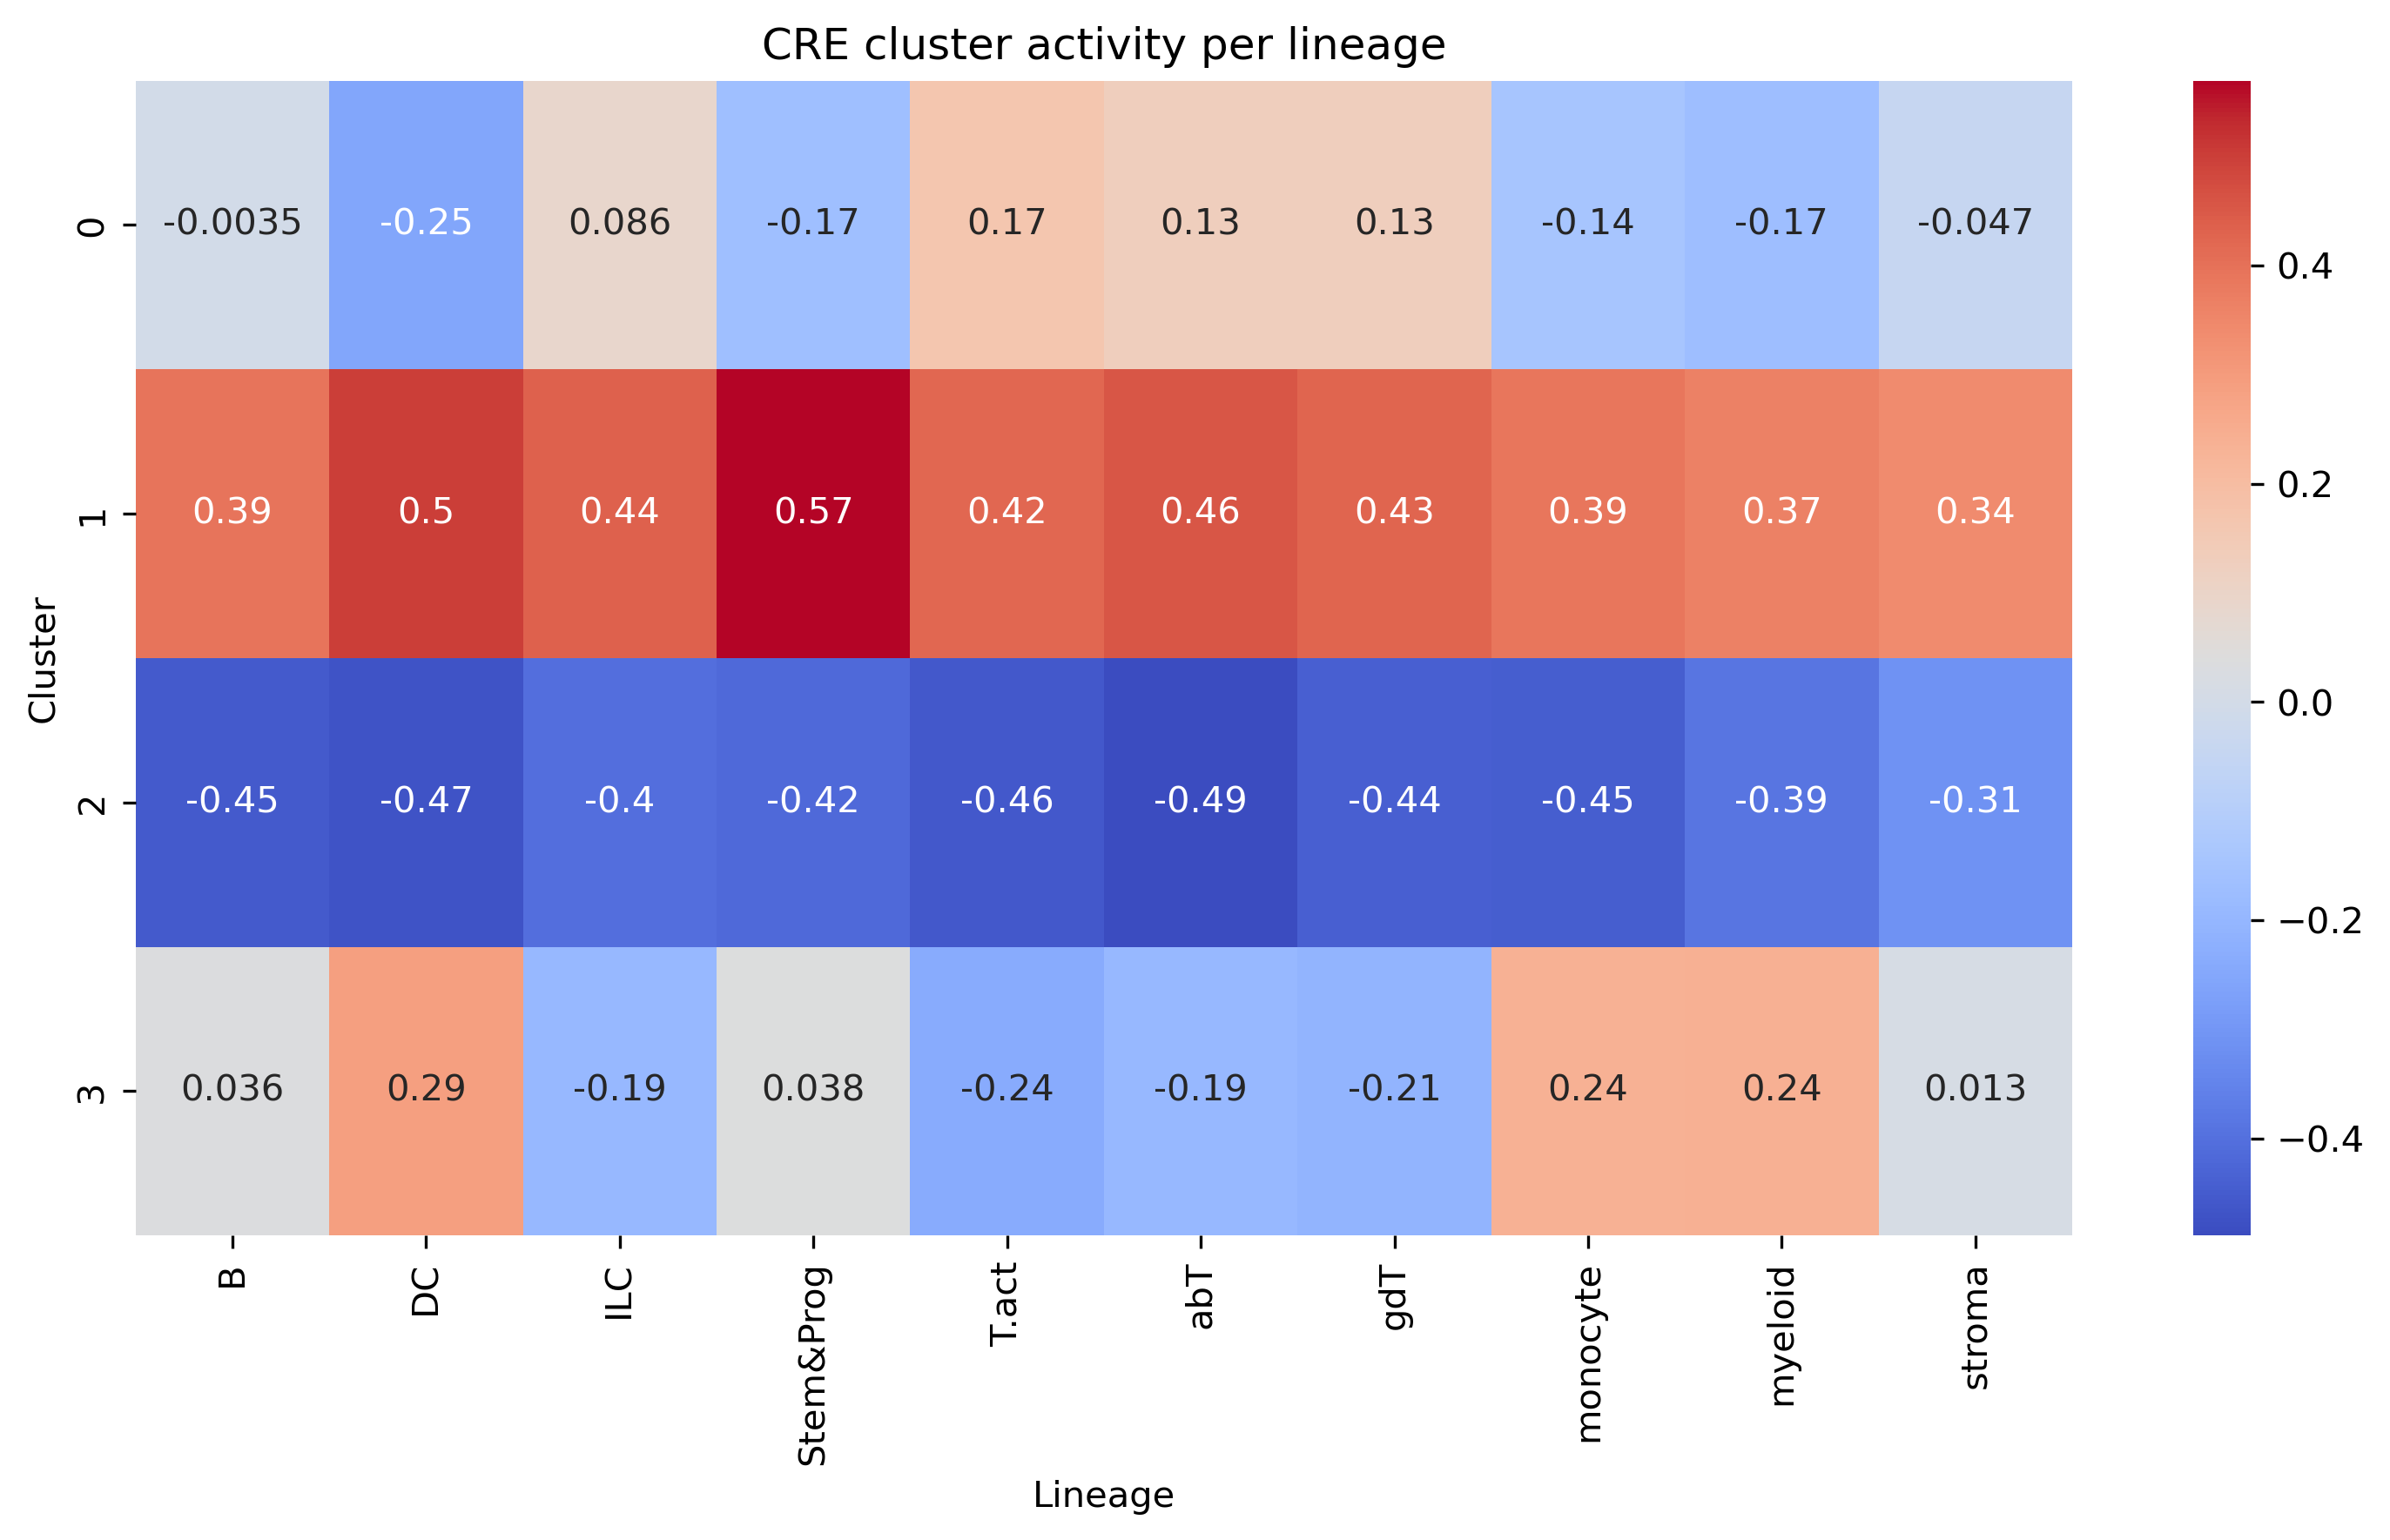 CRE cluster activity per lineage
Cluster
0 -0.0035 -0.25 0.086 -0.17 0.17 0.13 0.13 -0.14 -0.17 -0.047
1 0.39 0.5 0.44 0.57 0.42 0.46 0.43 0.39 0.37 0.34
2 -0.45 -0.47 -0.4 -0.42 -0.46 -0.49 -0.44 -0.45 -0.39 -0.31
3 0.036 0.29 -0.19 0.038 -0.24 -0.19 -0.21 0.24 0.24 0.013
B DC ILC Stem&Prog T.act abT gdT monocyte myeloid stroma
Lineage
0.4
0.2
0.0
−0.2
−0.4